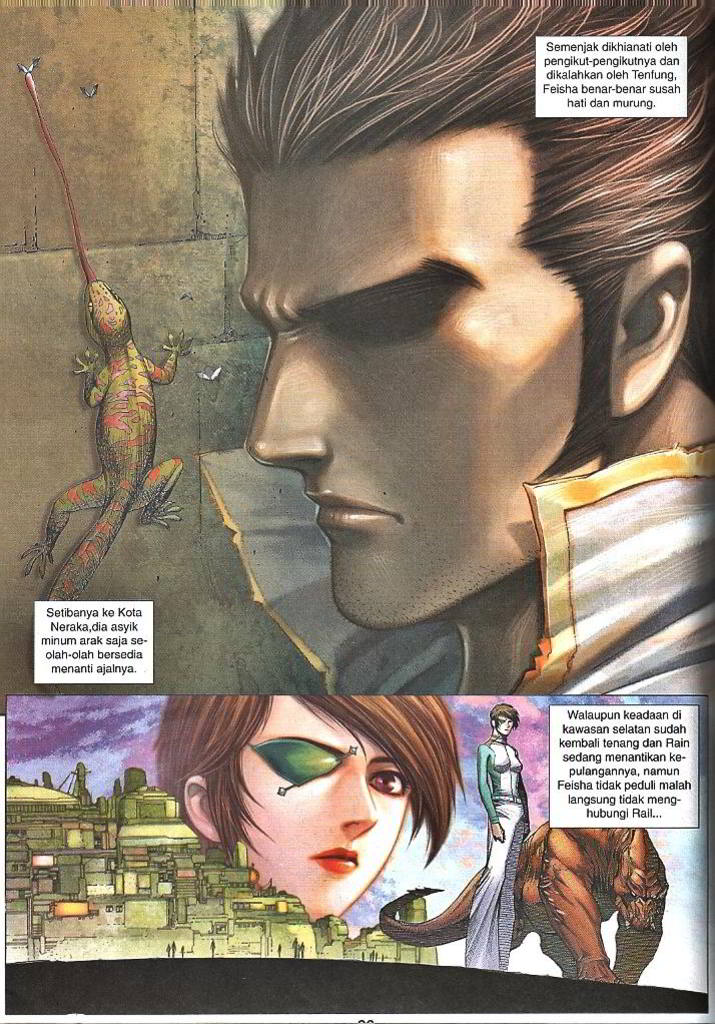 Semenjak dikhianati oleh
pengikut-pengikutnya dan
dikalahkan oleh Tenfung,
Feisha benar-benar susah
hati dan murung.
Setibanya ke Kota
Neraka,dia asyik
minum arak saja se-
olah-olah bersedia
menanti ajalnya.
Walaupun keadaan di
kawasan selatan sudah
kembali tenang dan Rain
sedang menantikan ke-
pulangannya, namun
Feisha tidak peduli malah
langsung tidak meng-
hubungi Rail...